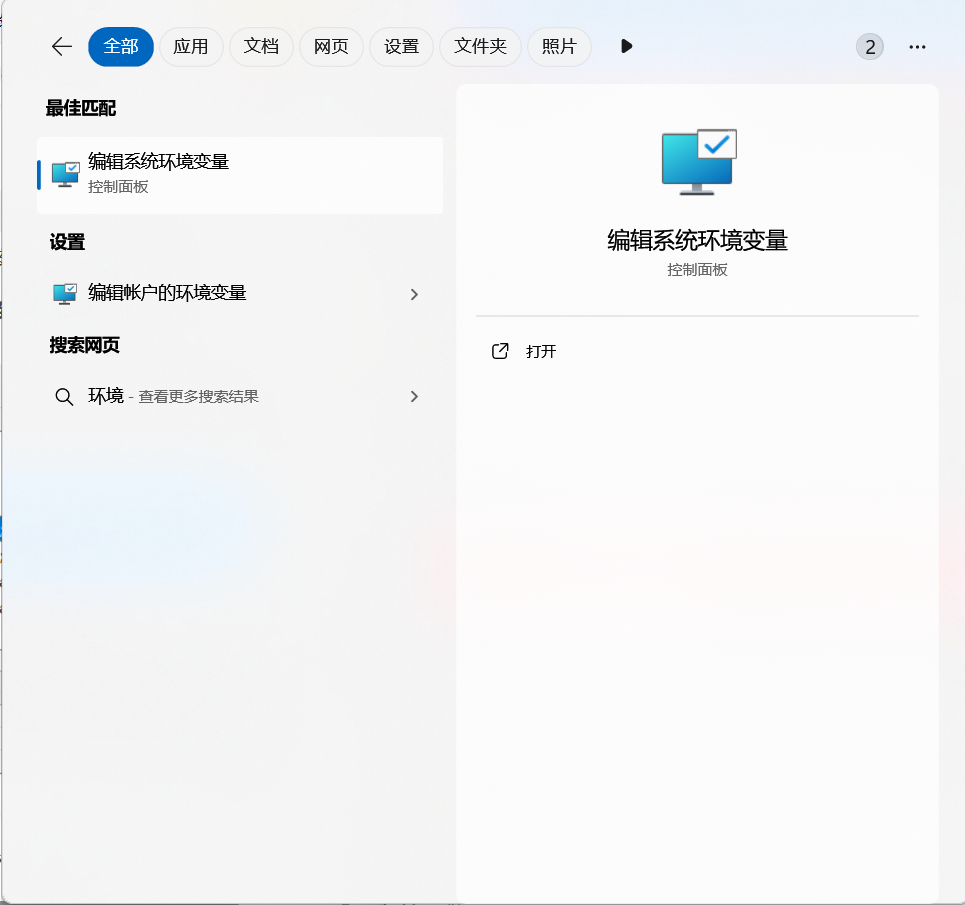 全部 应用 文档 网页 设置 文件夹 照片 2
最佳匹配
编辑系统环境变量
控制面板
设置
编辑帐户的环境变量
搜索网页
环境 - 查看更多搜索结果
编辑系统环境变量
控制面板
打开